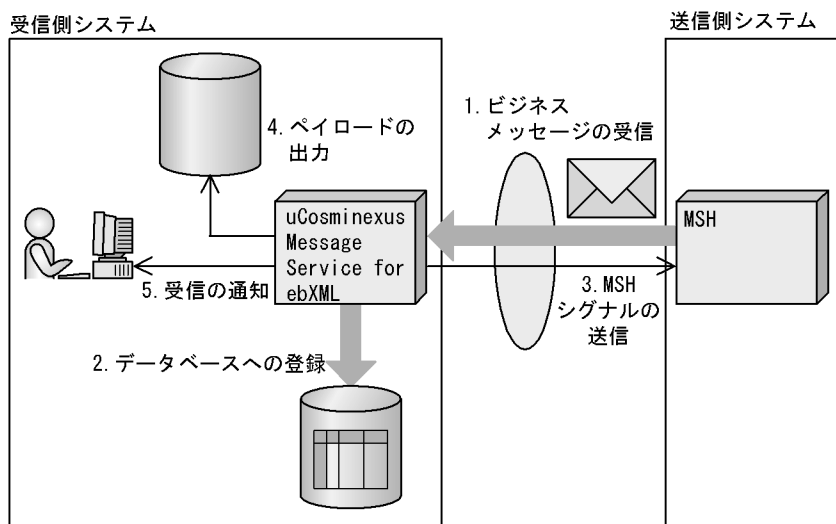 受信側システム
送信側システム
1.ビジネス
メッセージの受信
4.ペイロードの
出力
uCosminexus
Message
Service for
ebXML
MSH
5.受信の通知
3.MSH
シグナルの
送信
2.データベースへの登録